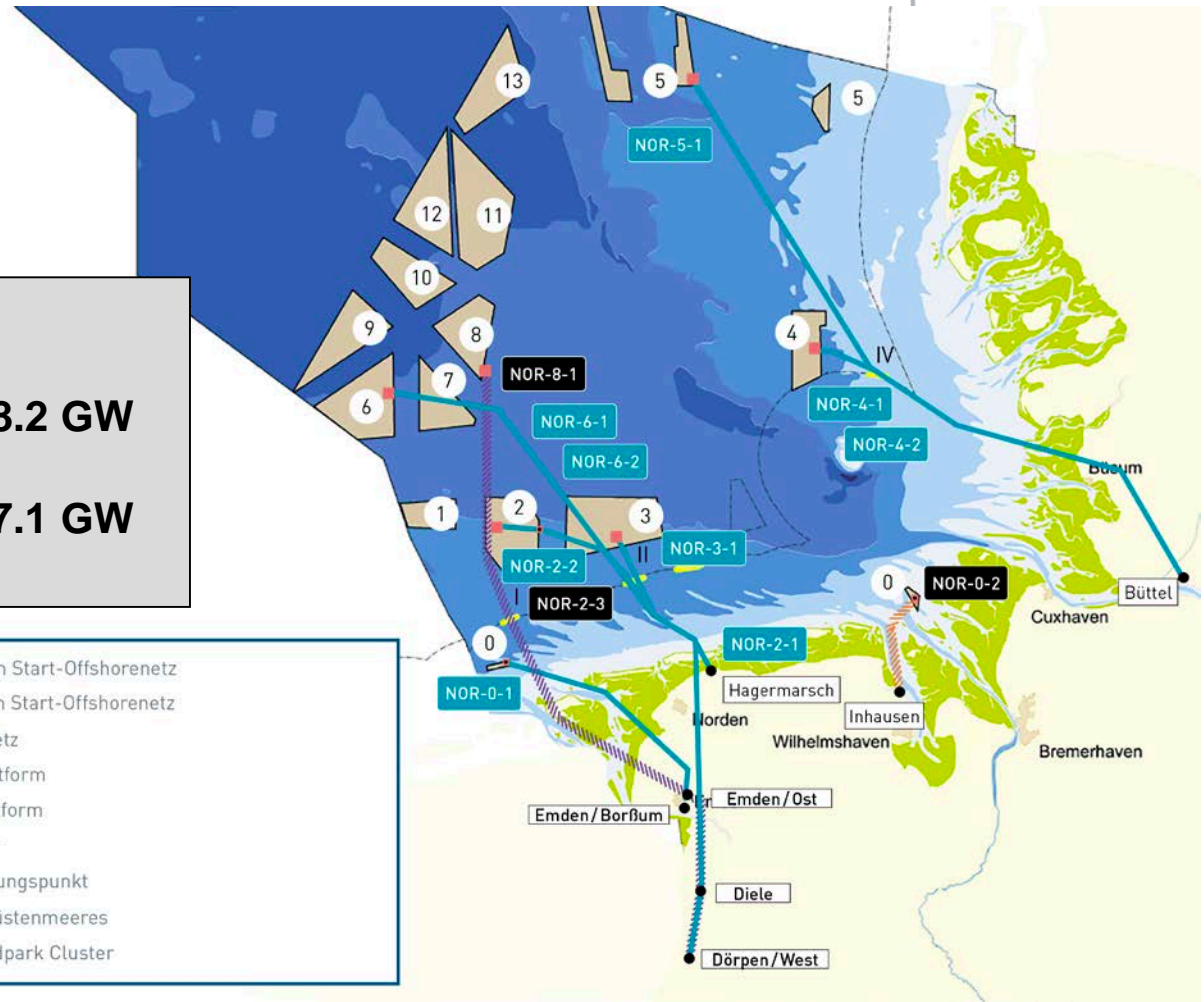 13
5
5
NOR-5-1
12
11
10
9
8
4
IV
7
NOR-8-1
6
NOR-4-1
3.2 GW
NOR-6-1
NOR-4-2
NOR-6-2
Büsum
7.1 GW
1
2
3
II
NOR-3-1
NOR-2-2
0
NOR-0-2
Büttel
I
NOR-2-3
Cuxhaven
0
NOR-2-1
n Start-Offshorenetz
NOR-0-1
Hagermarsch
n Start-Offshorenetz
Norden
Inhausen
etz
Wilhelmshaven
Bremerhaven
tform
Emden/Ost
tform
Emden/Borßum
ungspunkt
Diele
üstenmeeres
dpark Cluster
Dörpen/West